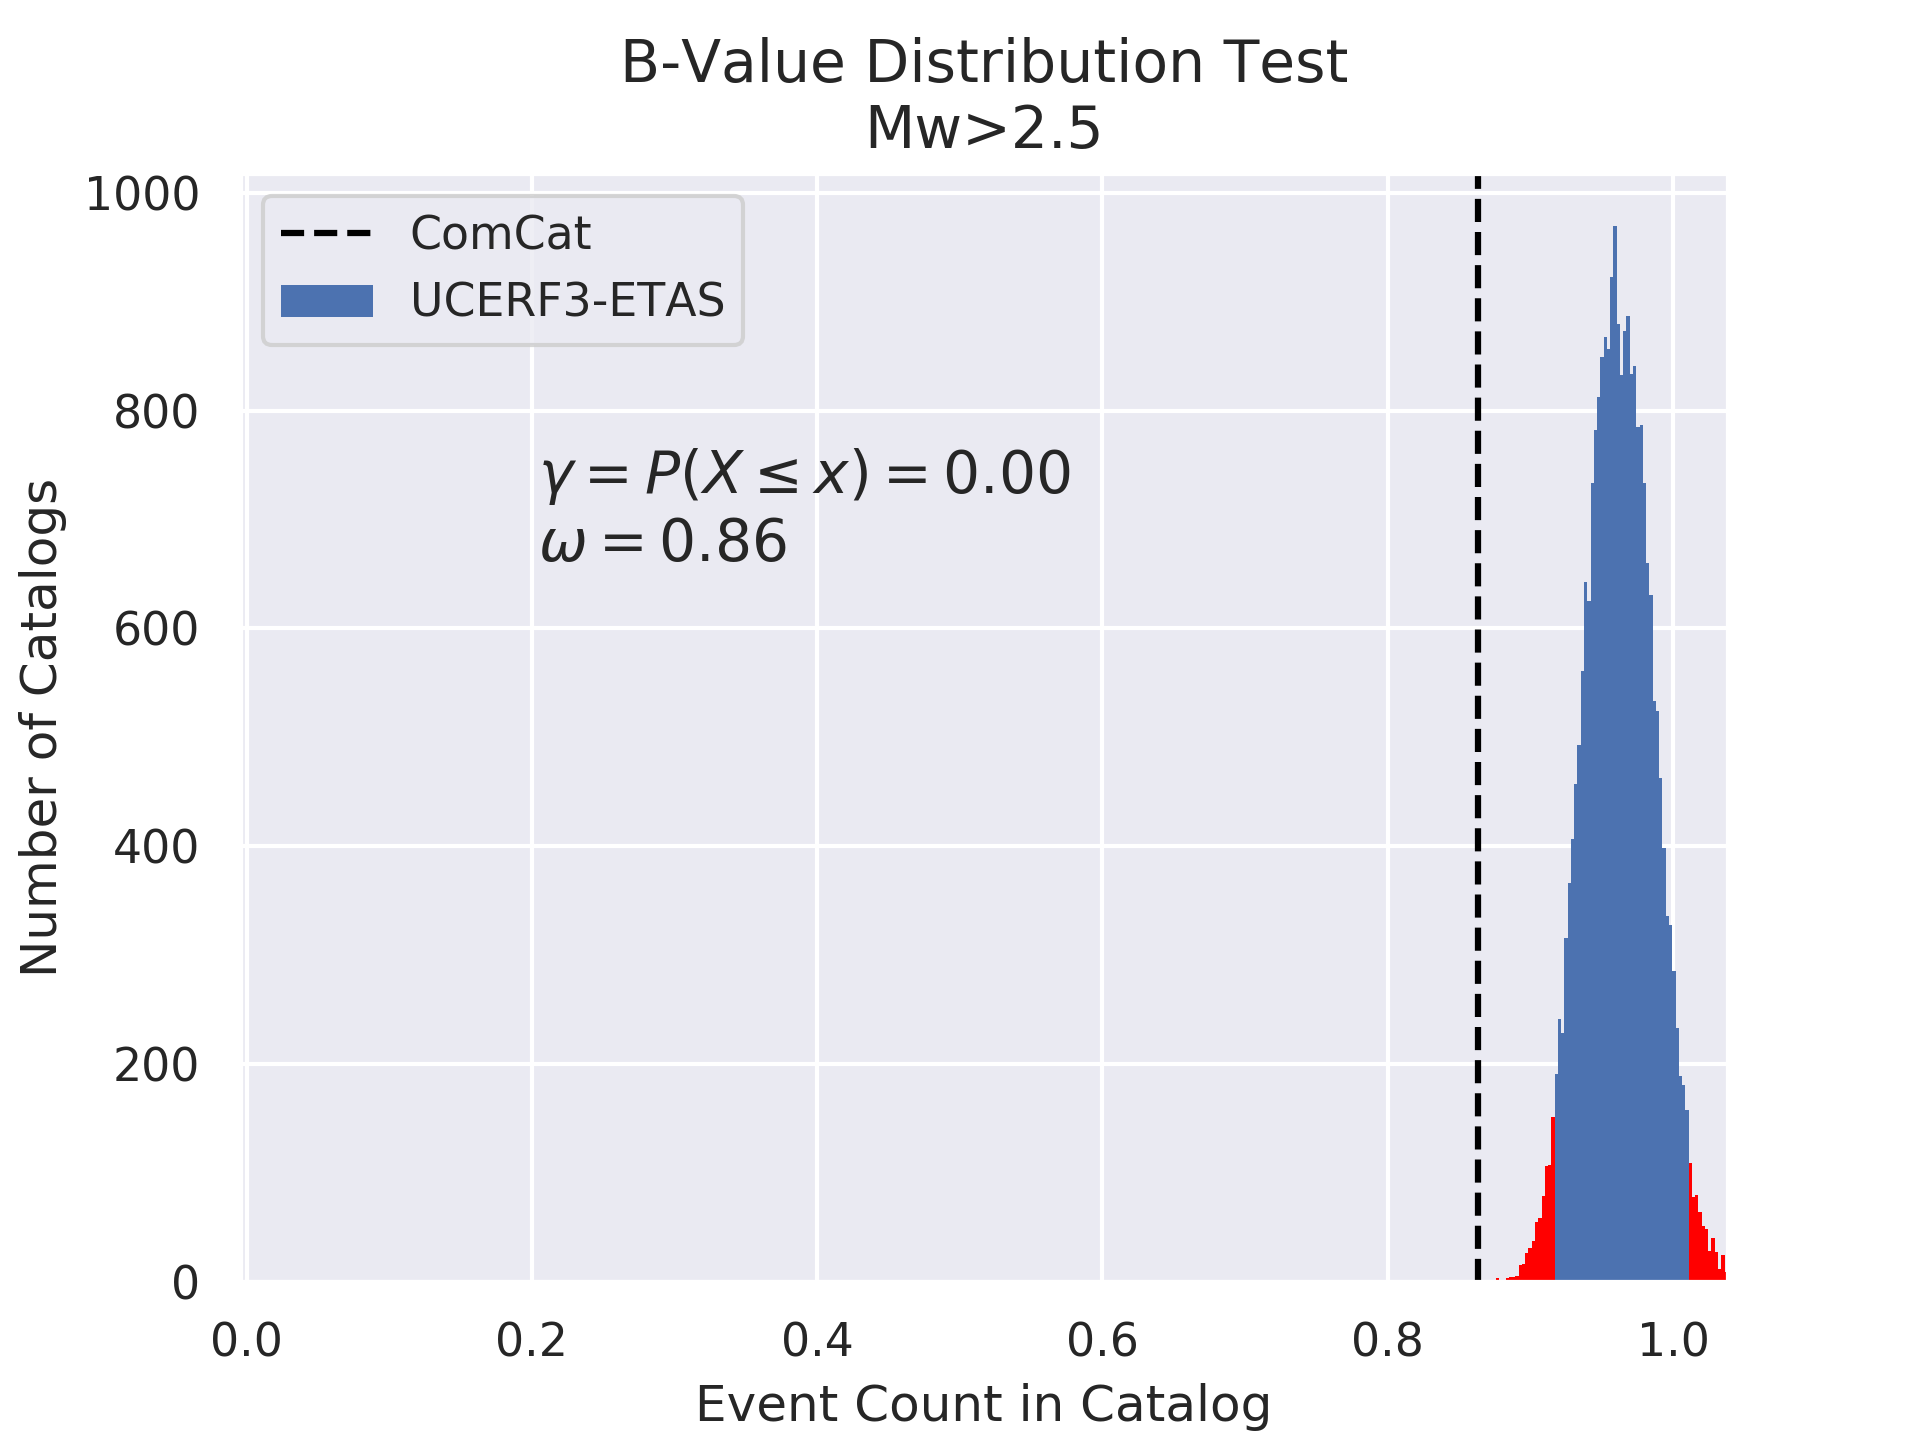 B-Value Distribution Test
Mw>2.5
1000
800
600
400
200
0
Number of Catalogs
ComCat
UCERF3-ETAS
γ = P(X ≤ x) = 0.00
ω = 0.86
0.0 0.2 0.4 0.6 0.8 1.0
Event Count in Catalog